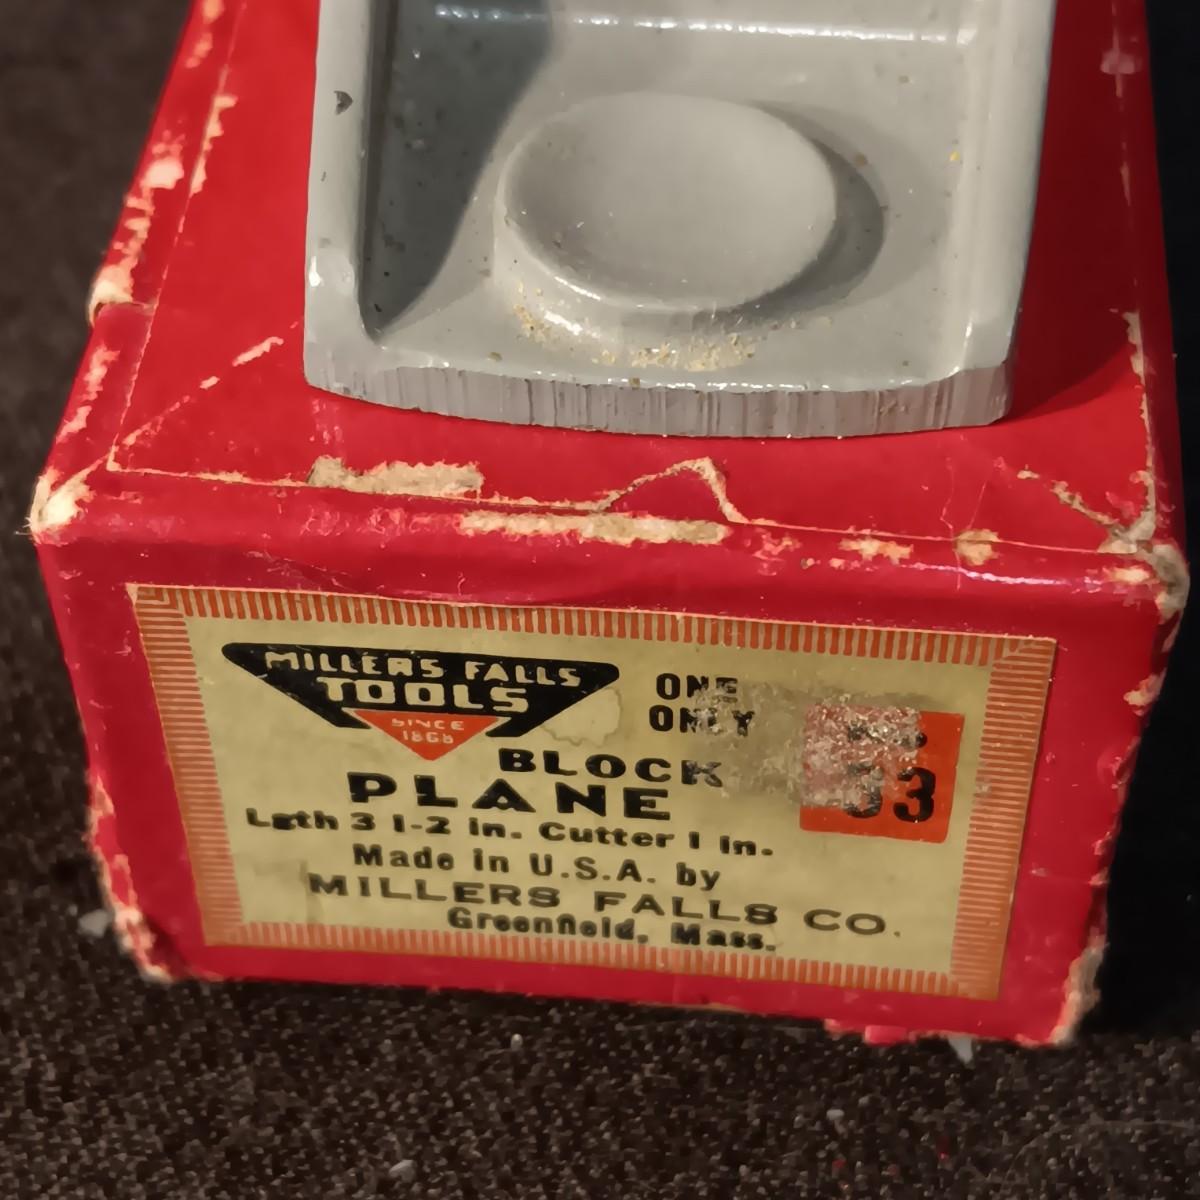 MILLERS FALLS
TOOLS
SINCE
1868
ONE
ONLY
BLOCK
PLANE
53
Lgth 3 1-2 in. Cutter 1 in.
Made in U.S.A. by
MILLERS FALLS CO.
Greenfield, Mass.